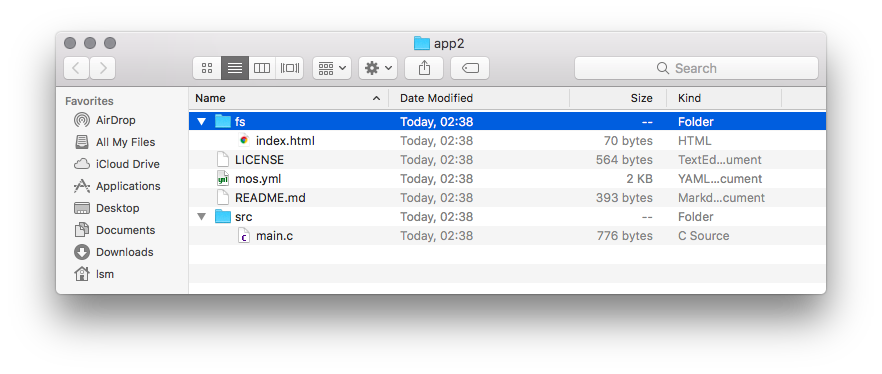 app2
Search
Favorites
AirDrop
All My Files
iCloud Drive
Applications
Desktop
Documents
Downloads
lsm
Name Date Modified Size Kind
fs Today, 02:38 -- Folder
index.html Today, 02:38 70 bytes HTML
LICENSE Today, 02:38 564 bytes TextEd...ument
yml mos.yml Today, 02:38 2 KB YAML...cument
README.md Today, 02:38 393 bytes Markd...cument
src Today, 02:38 -- Folder
C main.c Today, 02:38 776 bytes C Source